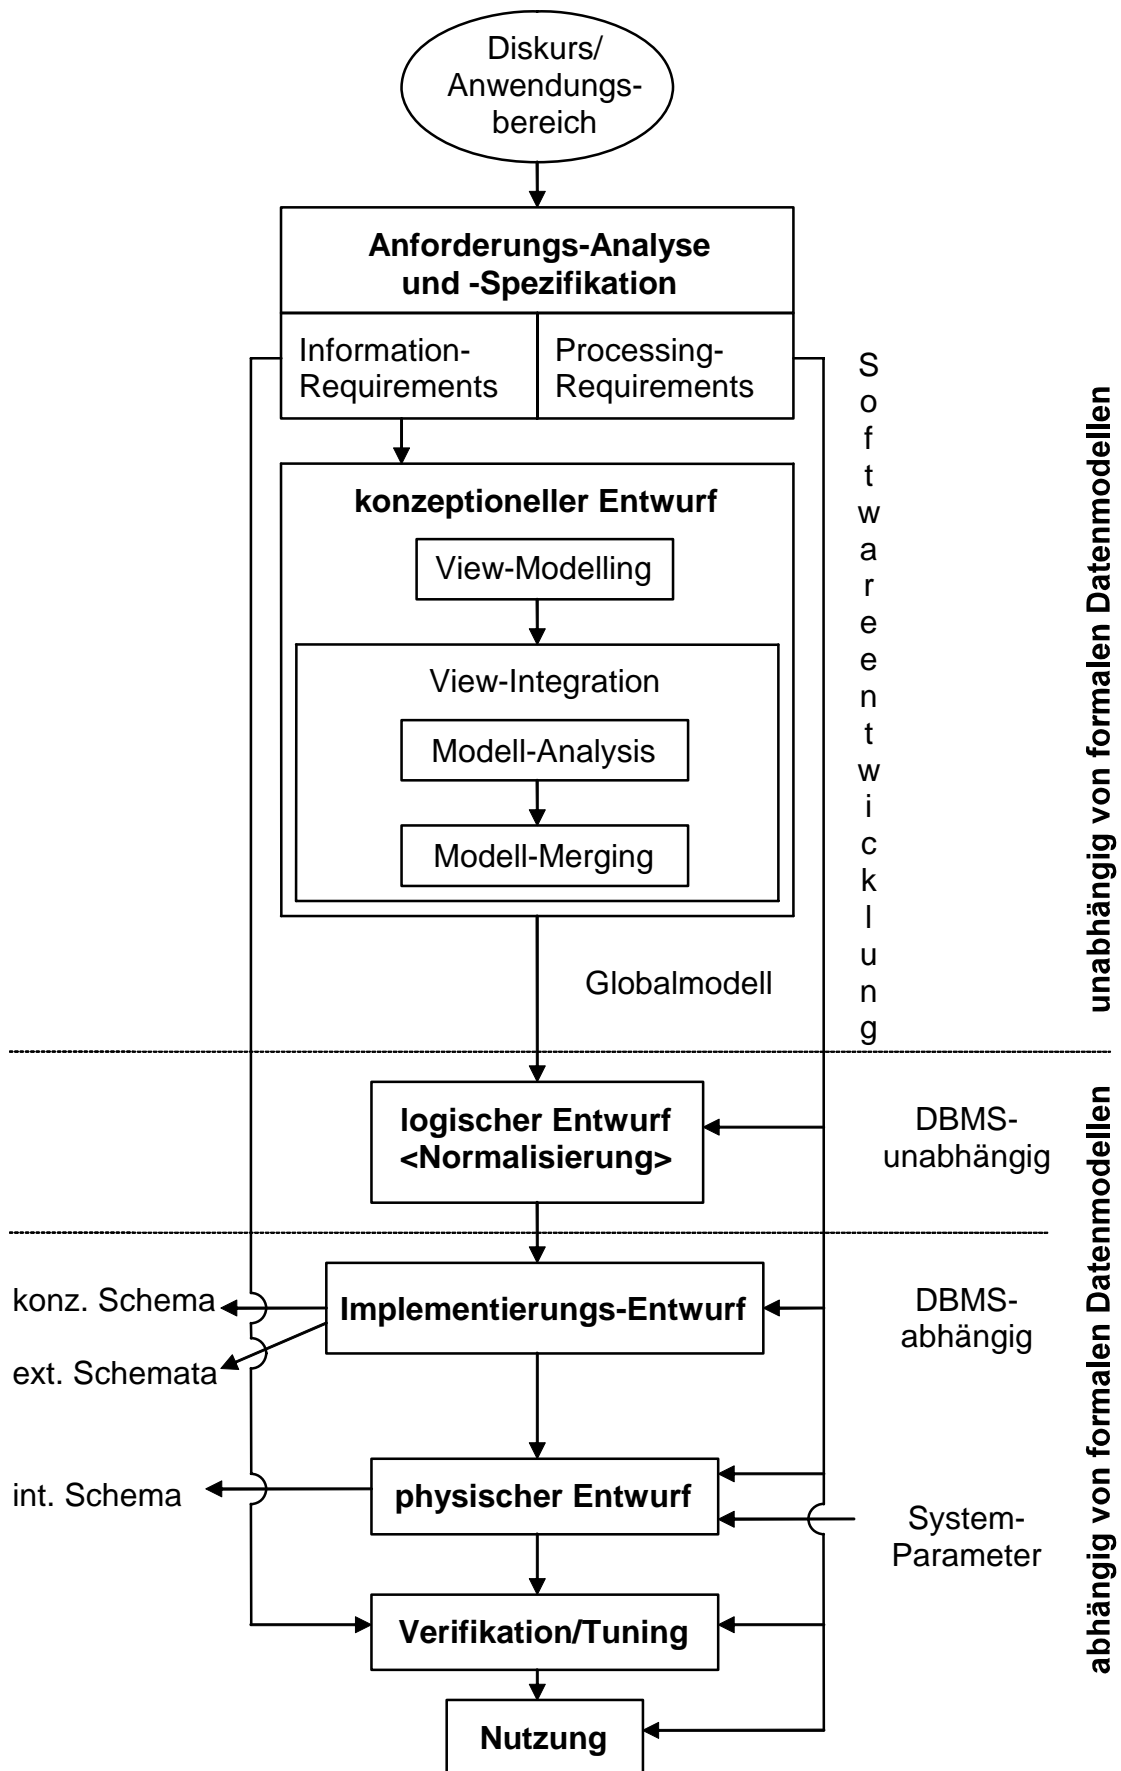 Diskurs/
Anwendungs-
bereich
Anforderungs-Analyse
und -Spezifikation
Information-
Requirements
Processing-
Requirements
Softwareentwicklung
unabhängig von formalen Datenmodellen
konzeptioneller Entwurf
View-Modelling
View-Integration
Modell-Analysis
Modell-Merging
Globalmodell
logischer Entwurf
<Normalisierung>
DBMS-
unabhängig
abhängig von formalen Datenmodellen
konz. Schema
Implementierungs-Entwurf
DBMS-
abhängig
ext. Schemata
int. Schema
physischer Entwurf
System-
Parameter
Verifikation/Tuning
Nutzung